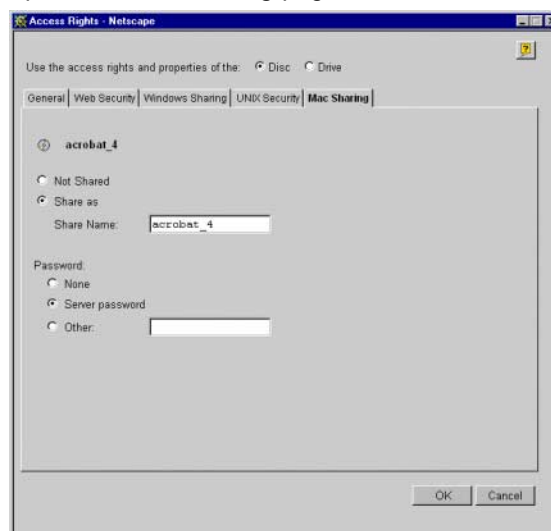 Access Rights - Netscape
?
Use the access rights and properties of the: Disc Drive
General Web Security Windows Sharing UNIX Security Mac Sharing
acrobat_4
Not Shared
Share as
Share Name: acrobat_4
Password:
None
Server password
Other:
OK Cancel